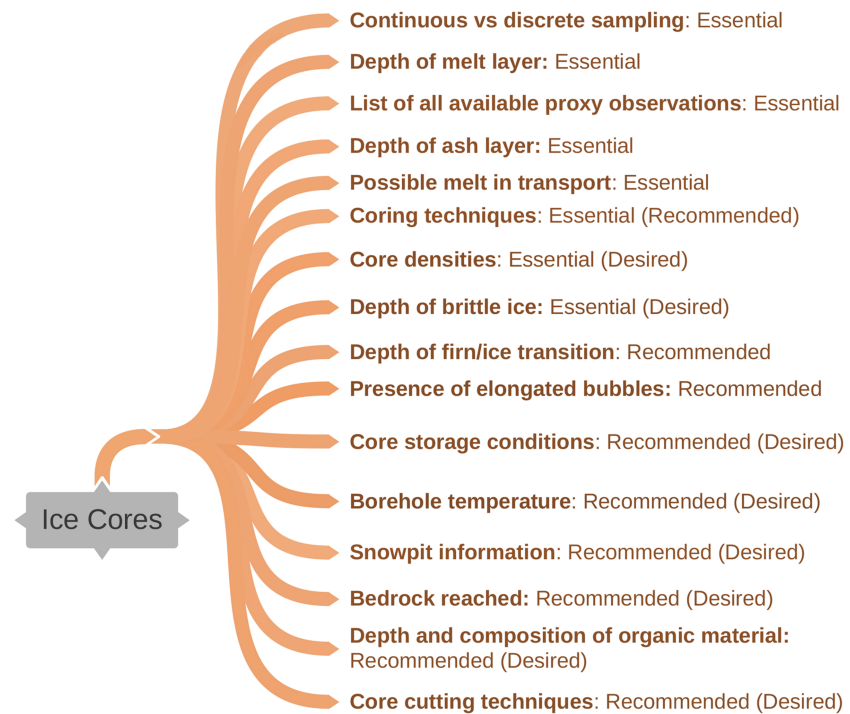 Continuous vs discrete sampling: Essential
Depth of melt layer: Essential
List of all available proxy observations: Essential
Depth of ash layer: Essential
Possible melt in transport: Essential
Coring techniques: Essential (Recommended)
Core densities: Essential (Desired)
Depth of brittle ice: Essential (Desired)
Depth of firn/ice transition: Recommended
Presence of elongated bubbles: Recommended
Core storage conditions: Recommended (Desired)
Borehole temperature: Recommended (Desired)
Ice Cores
Snowpit information: Recommended (Desired)
Bedrock reached: Recommended (Desired)
Depth and composition of organic material:
Recommended (Desired)
Core cutting techniques: Recommended (Desired)